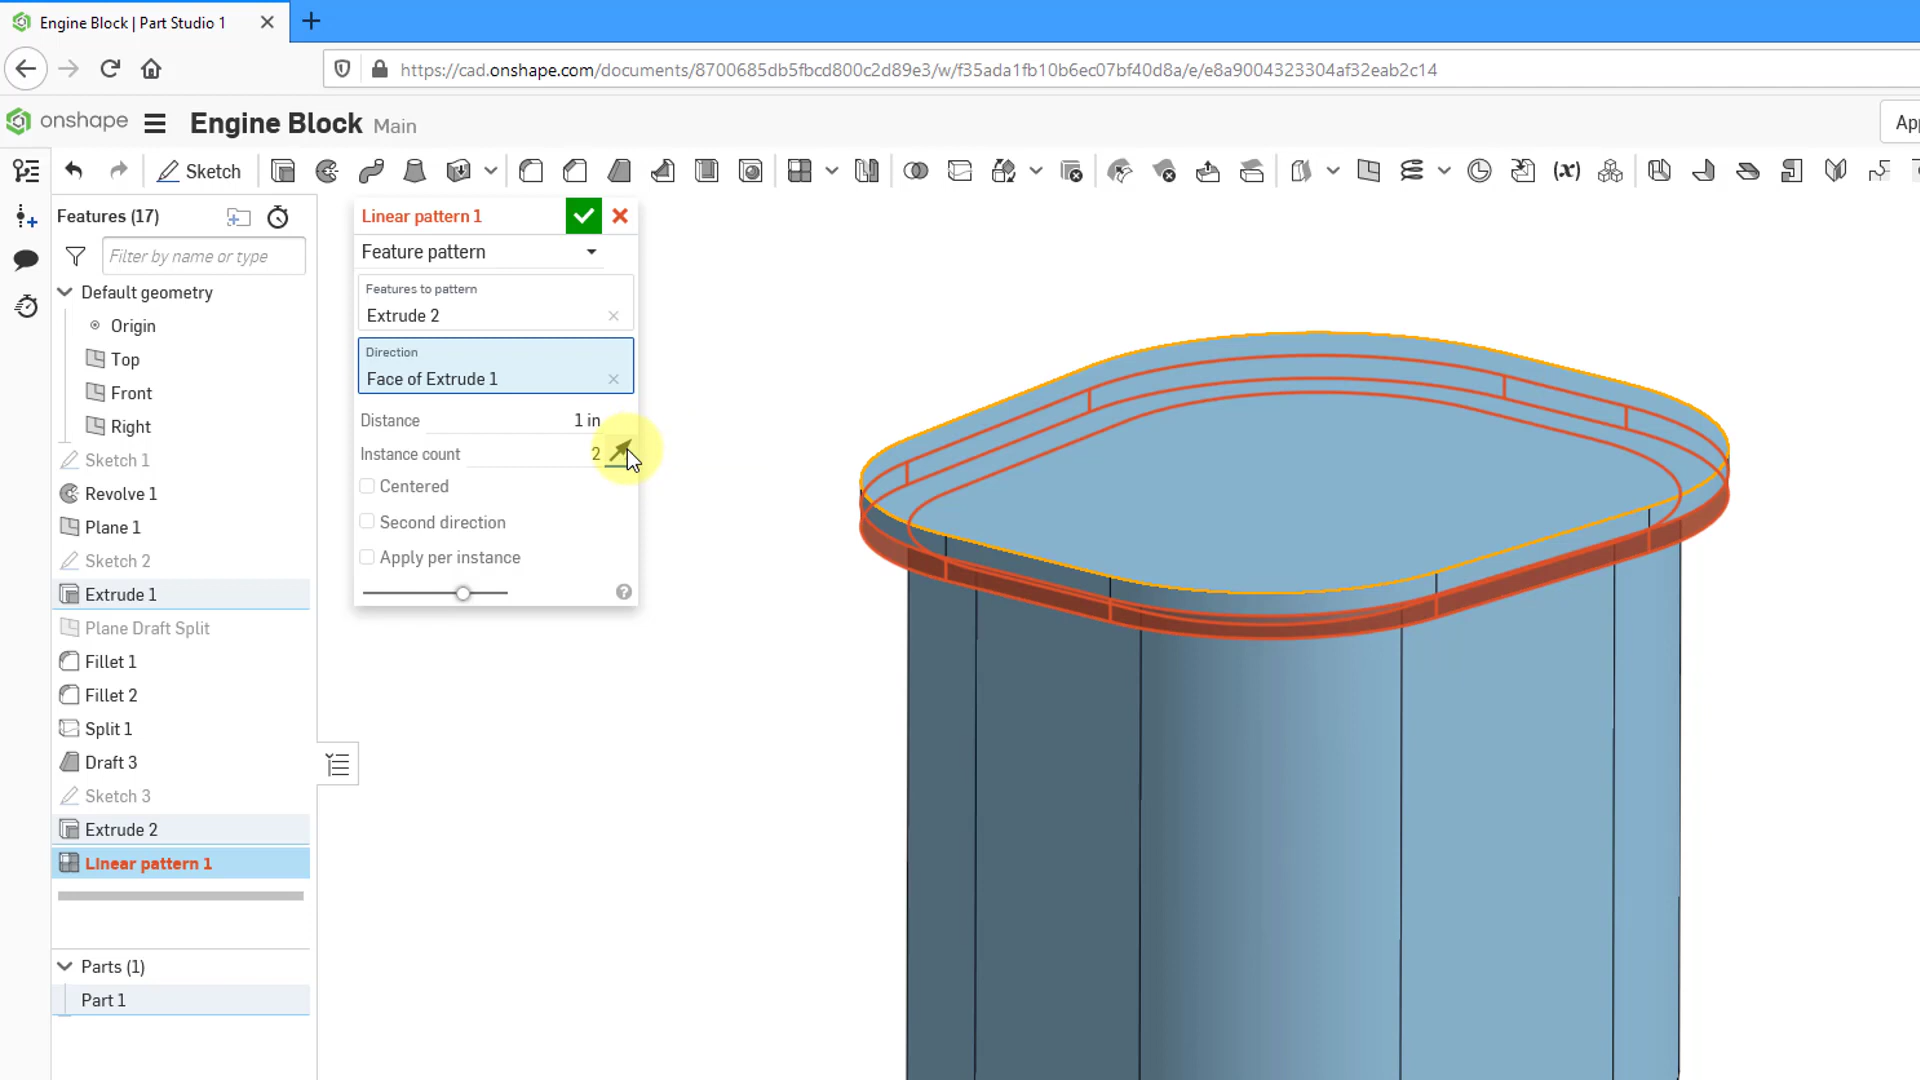 Engine Block | Part Studio 1
https://cad.onshape.com/documents/8700685db5fbcd800c2d89e3/w/f35ada1fb10b6ec07bf40d8a/e/e8a9004323304af32eab2c14
onshape
Engine Block Main
App
Sketch
(x)
Features (17)
Filter by name or type
Default geometry
Origin
Top
Front
Right
Sketch 1
Revolve 1
Plane 1
Sketch 2
Extrude 1
Plane Draft Split
Fillet 1
Fillet 2
Split 1
Draft 3
Sketch 3
Extrude 2
Linear pattern 1
Parts (1)
Part 1
Linear pattern 1
Feature pattern
Features to pattern
Extrude 2
Direction
Face of Extrude 1
Distance 1 in
Instance count 2
Centered
Second direction
Apply per instance